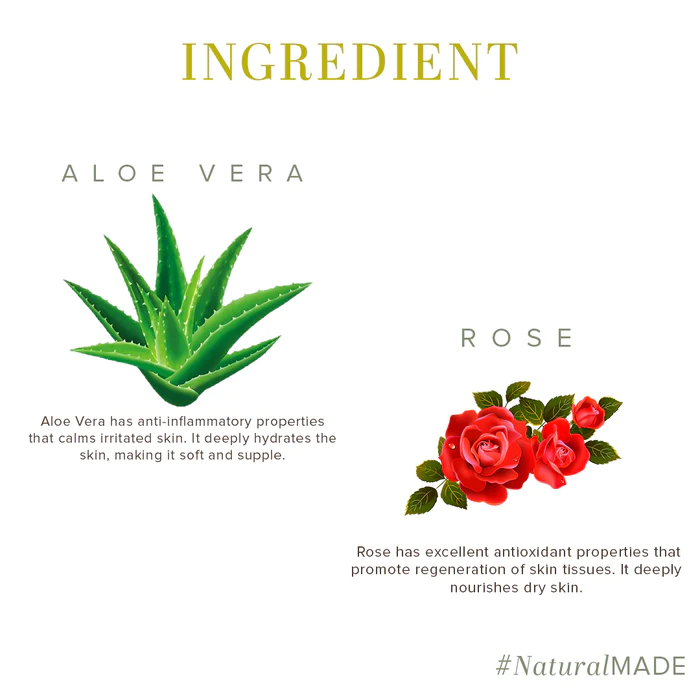 INGREDIENT
ALOE VERA
Aloe Vera has anti-inflammatory properties
that calms irritated skin. It deeply hydrates the
skin, making it soft and supple.
ROSE
Rose has excellent antioxidant properties that
promote regeneration of skin tissues. It deeply
nourishes dry skin.
#NaturalMADE